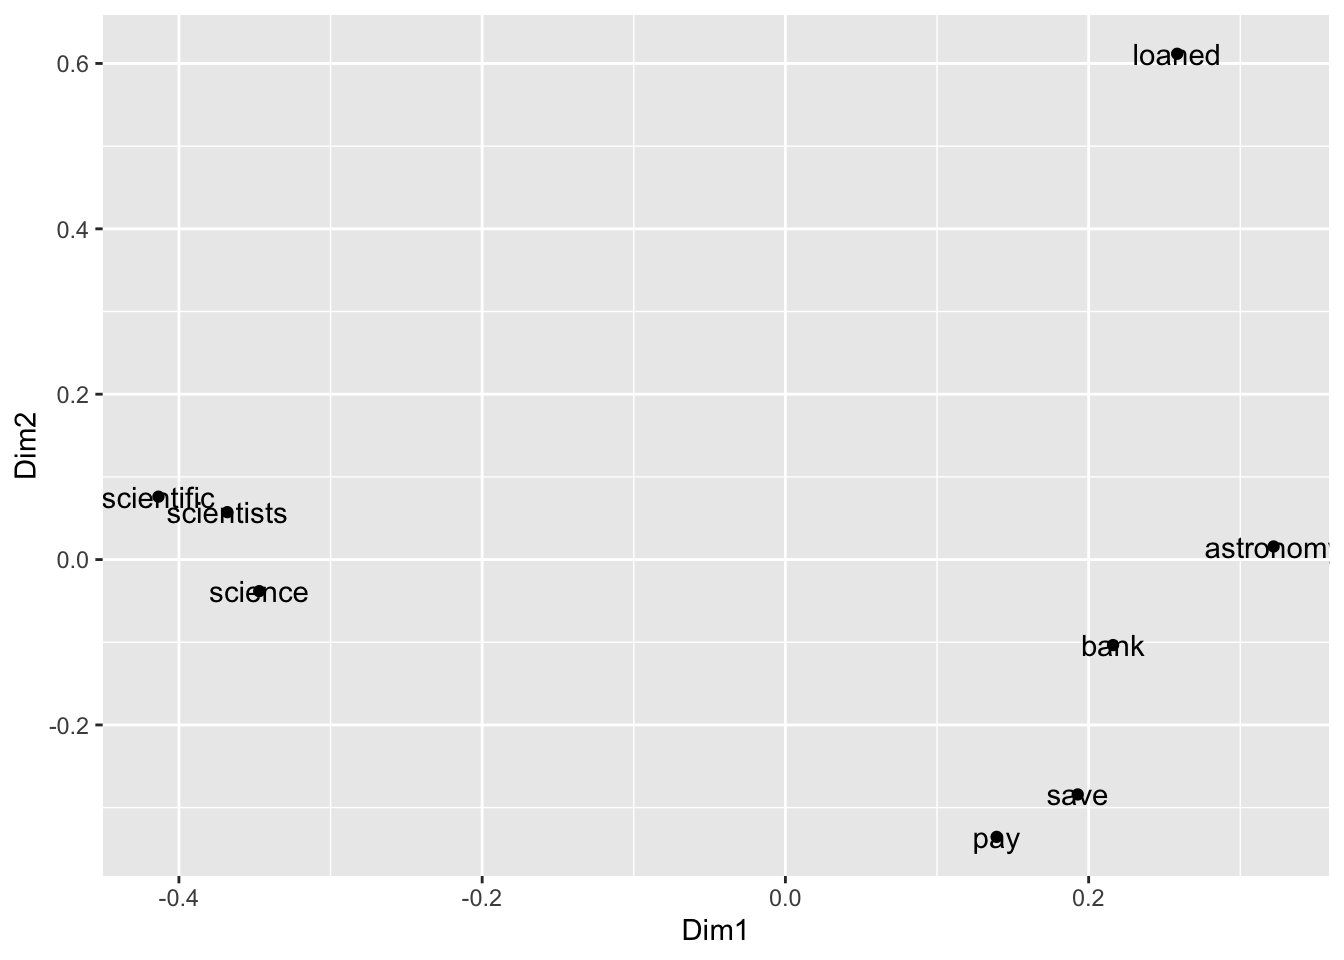 loaned
0.6
0.4
0.2
scientific
scientists
0.0
astronomy
science
bank
-0.2
save
pay
-0.4 -0.2 0.0 0.2
Dim1
Dim2